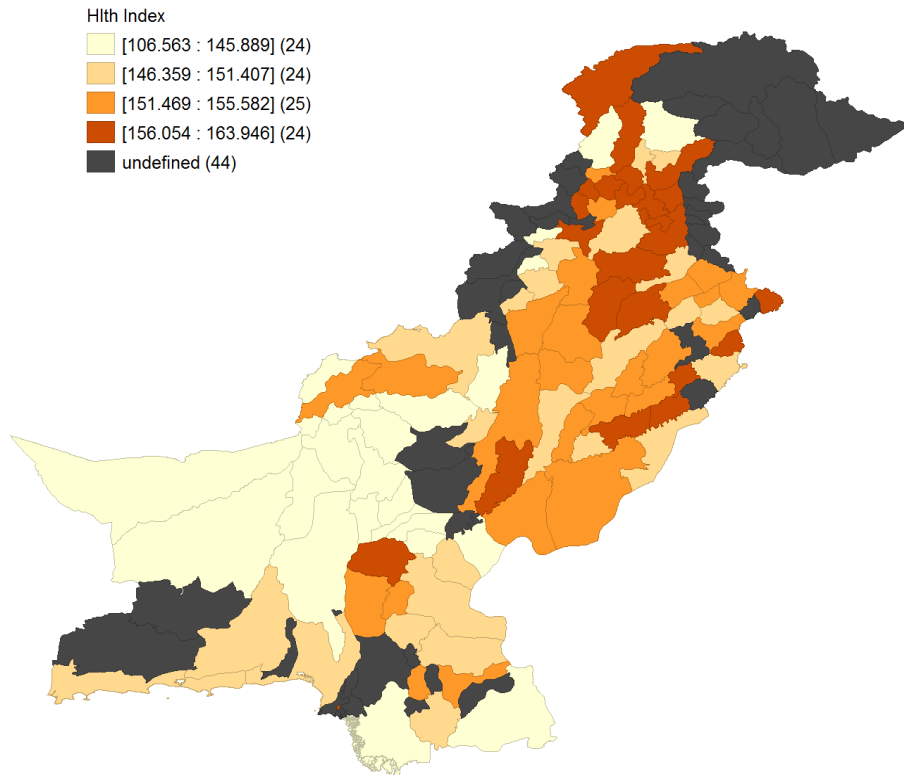 Hlth Index
[106.563 : 145.889] (24)
[146.359 : 151.407] (24)
[151.469 : 155.582] (25)
[156.054 : 163.946] (24)
undefined (44)